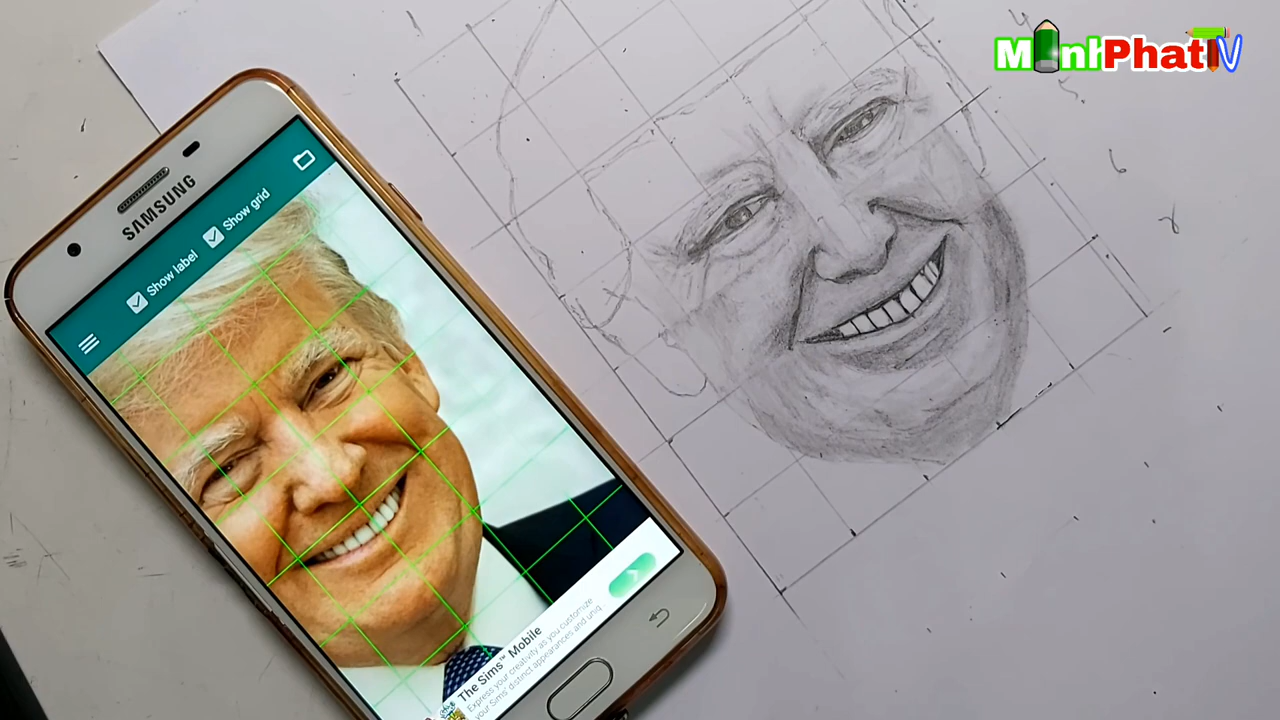 MinhPhatTV
SAMSUNG
Show label
Show grid
The Sims™ Mobile
Express your creativity as you customize
your Sims' distinct appearances and uniq